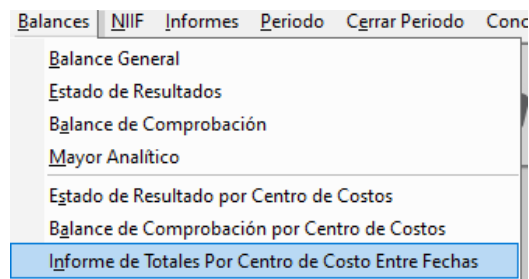 Balances NIIF Informes Periodo Cerrar Periodo
Balance General
Estado de Resultados
Balance de Comprobación
Mayor Analítico
Estado de Resultado por Centro de Costos
Balance de Comprobación por Centro de Costos
Informe de Totales Por Centro de Costo Entre Fechas